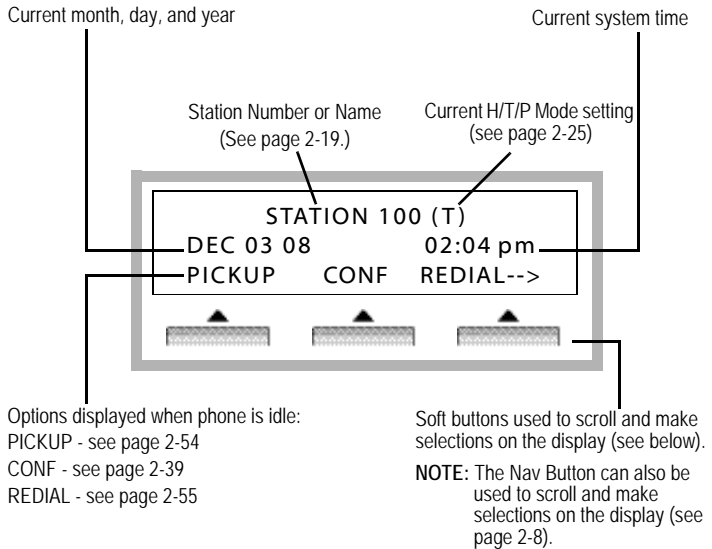 Current month, day, and year
Current system time
Station Number or Name
(See page 2-19.)
Current H/T/P Mode setting
(see page 2-25)
STATION 100 (T)
DEC 03 08 02:04 pm
PICKUP CONF REDIAL-->
Options displayed when phone is idle:
PICKUP - see page 2-54
CONF - see page 2-39
REDIAL - see page 2-55
Soft buttons used to scroll and make
selections on the display (see below).
NOTE: The Nav Button can also be
used to scroll and make
selections on the display (see
page 2-8).